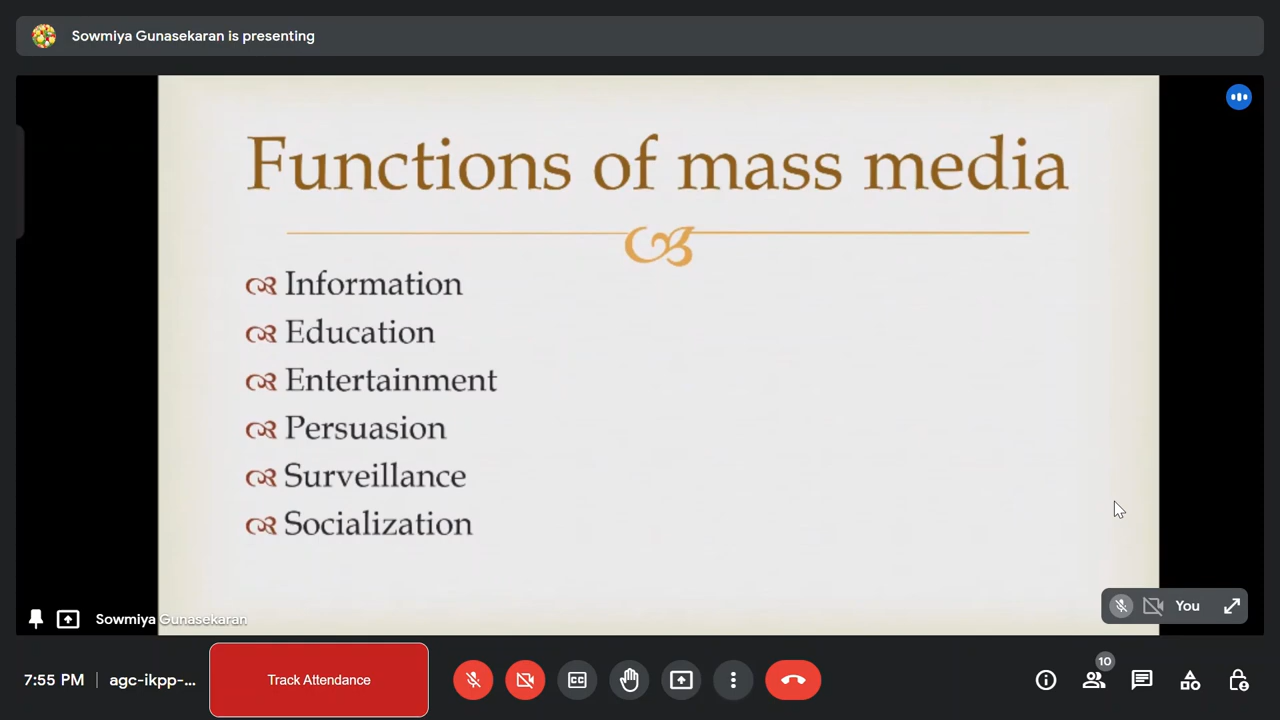 Sowmiya Gunasekaran is presenting
Functions of mass media
Information
Education
Entertainment
Persuasion
Surveillance
Socialization
Sowmiya Gunasekaran
You
7:55 PM | agc-ikpp-...
Track Attendance
CC
10